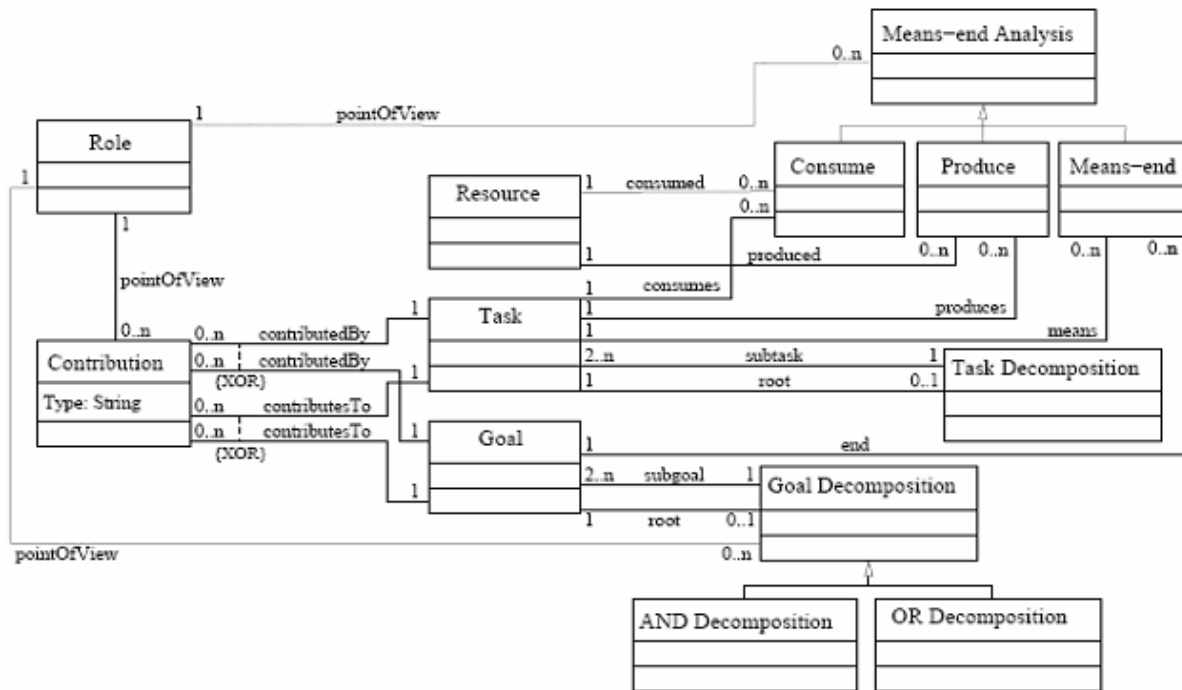 Means-end Analysis
0..n
1
pointOfView
Role
1
1
Consume
Produce
Means-end
Resource
1
consumed
0..n
0..n
1
produced
0..n
0..n
0..n
0..n
pointOfView
1
consumes
0..n
0..n
contributedBy
1
Task
1
produces
1
means
0..n
contributedBy
2..n
subtask
1
Contribution
{XOR}
1
1
root
0..1
Task Decomposition
Type: String
0..n
contributesTo
0..n
contributesTo
1
Goal
1
end
{XOR}
2..n
subgoal
1
Goal Decomposition
1
1
root
0..1
pointOfView
0..n
AND Decomposition
OR Decomposition